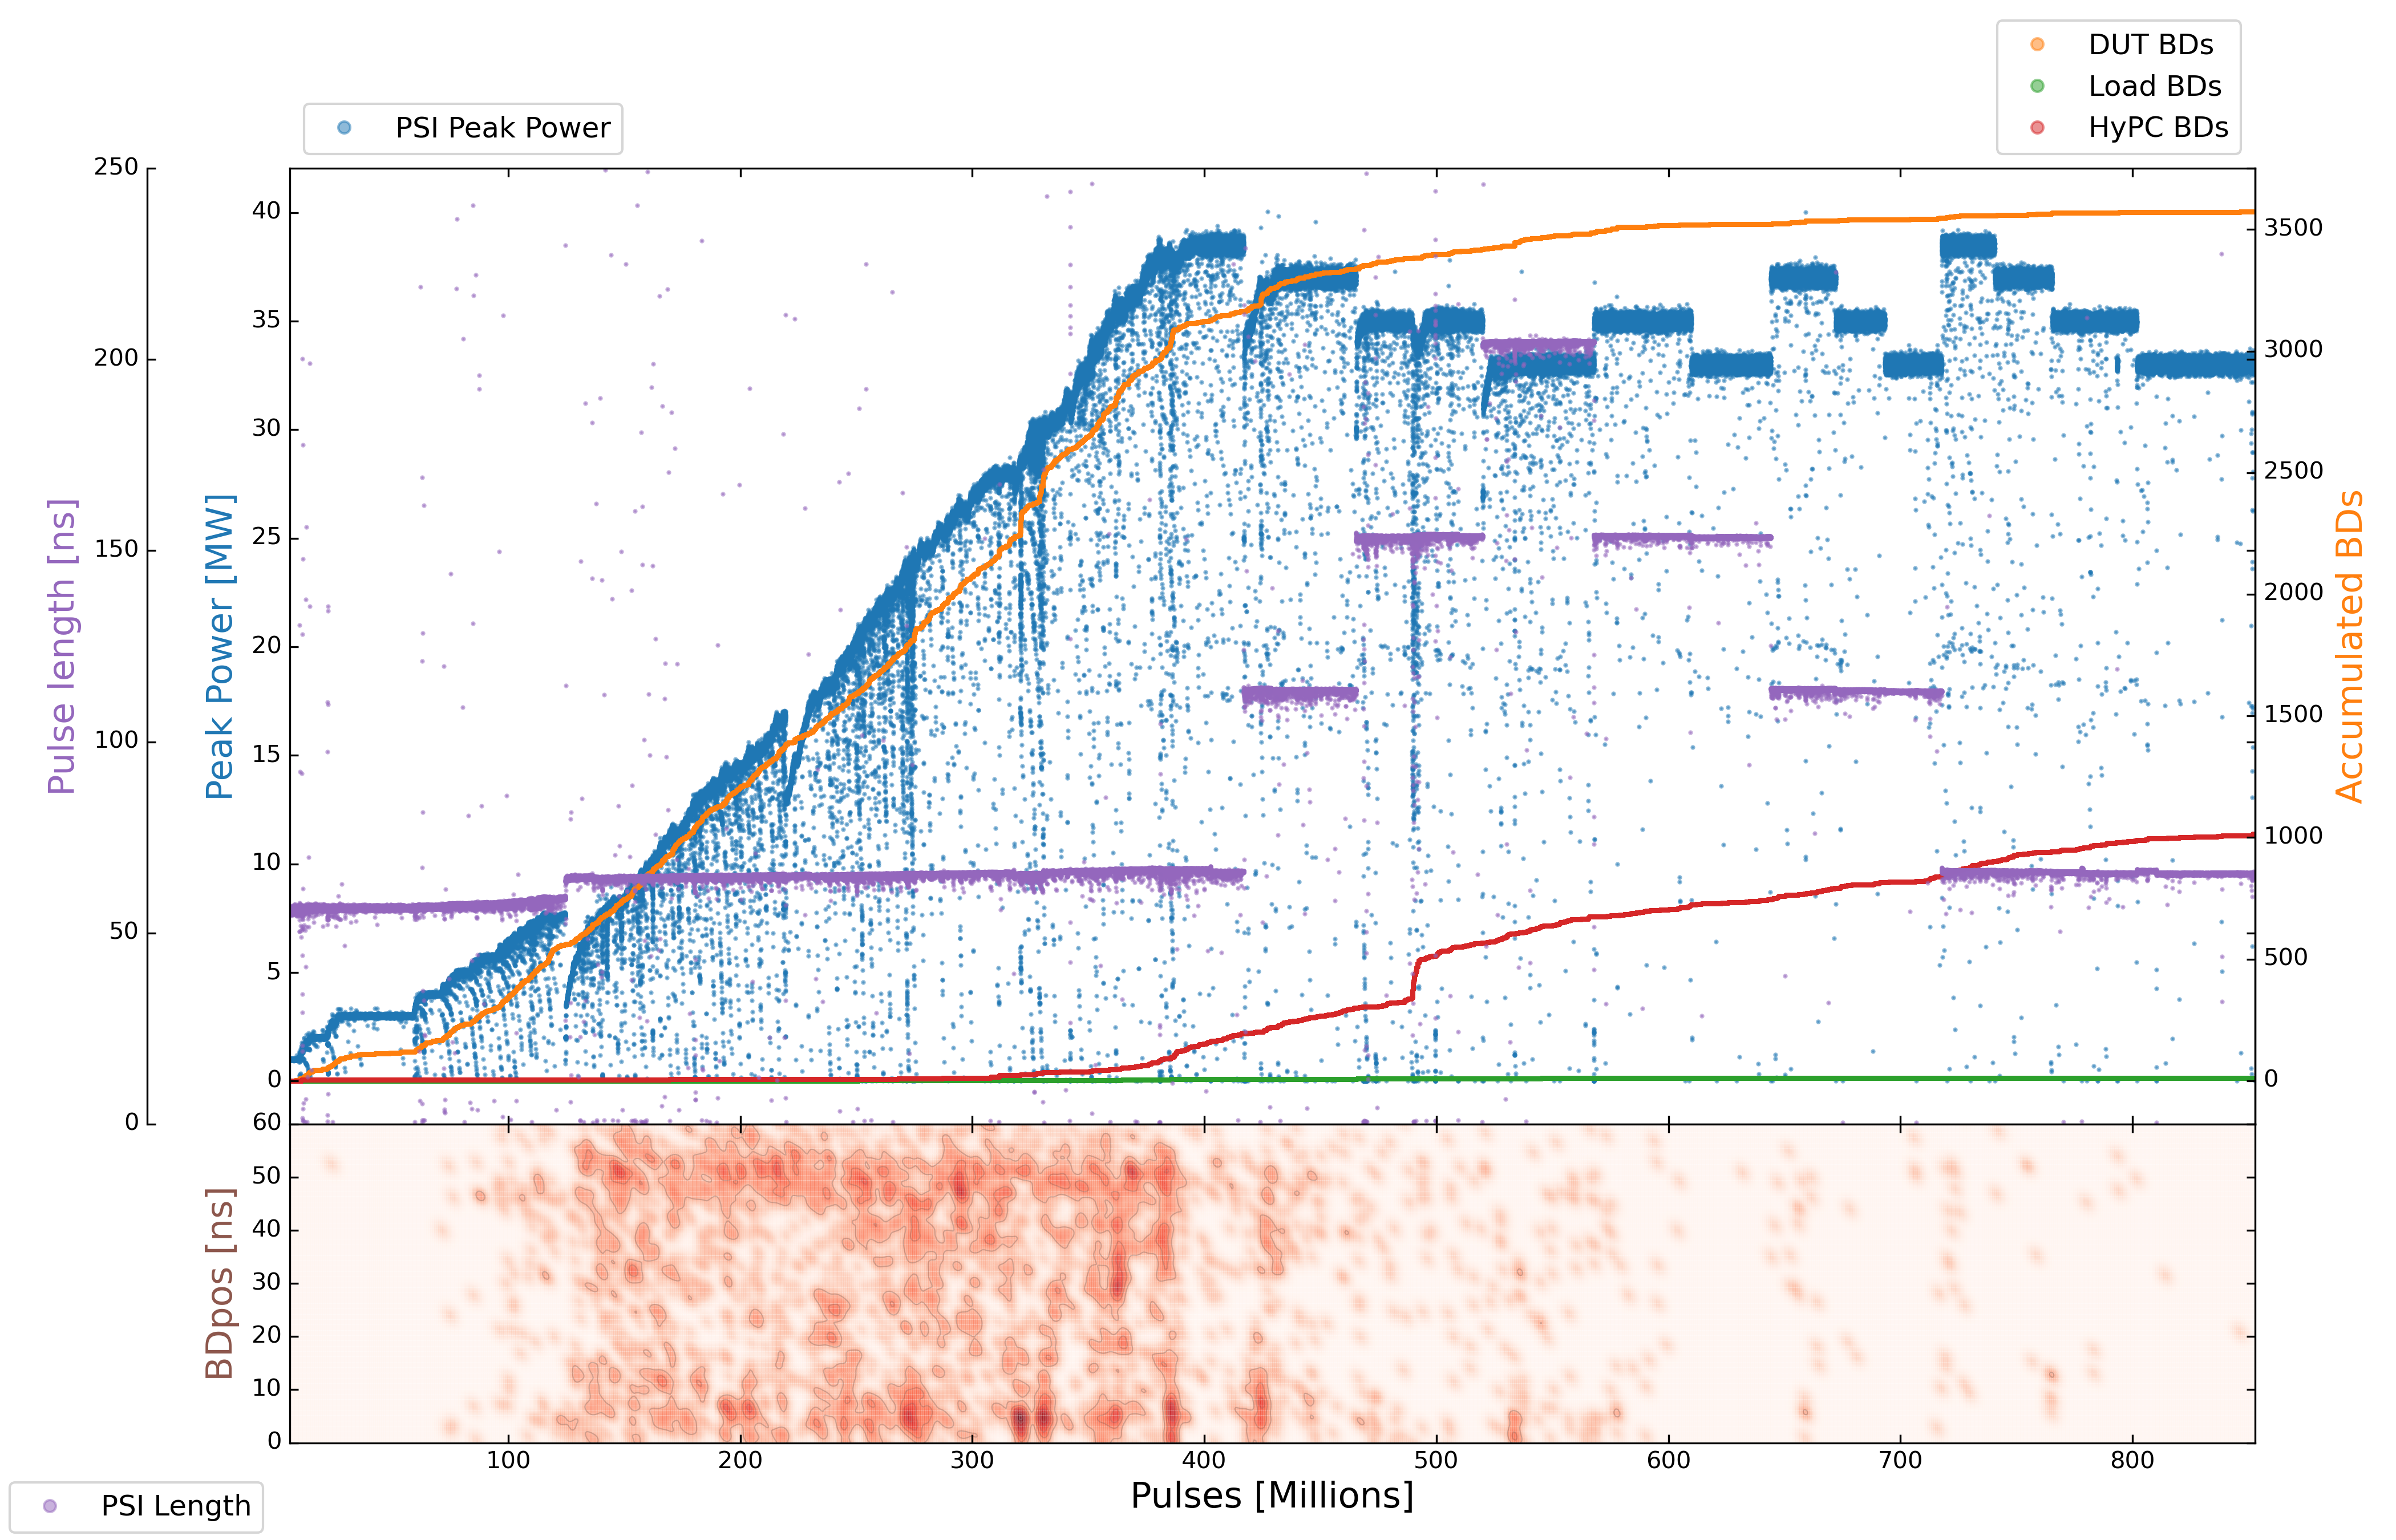 DUT BDs
Load BDs
HyPC BDs
PSI Peak Power
250
200
150
100
50
0
Pulse length [ns]
40
35
30
25
20
15
10
5
0
Peak Power [MW]
3500
3000
2500
2000
1500
1000
500
0
Accumulated BDs
60
50
40
30
20
10
0
BDpos [ns]
100 200 300 400 500 600 700 800
Pulses [Millions]
PSI Length